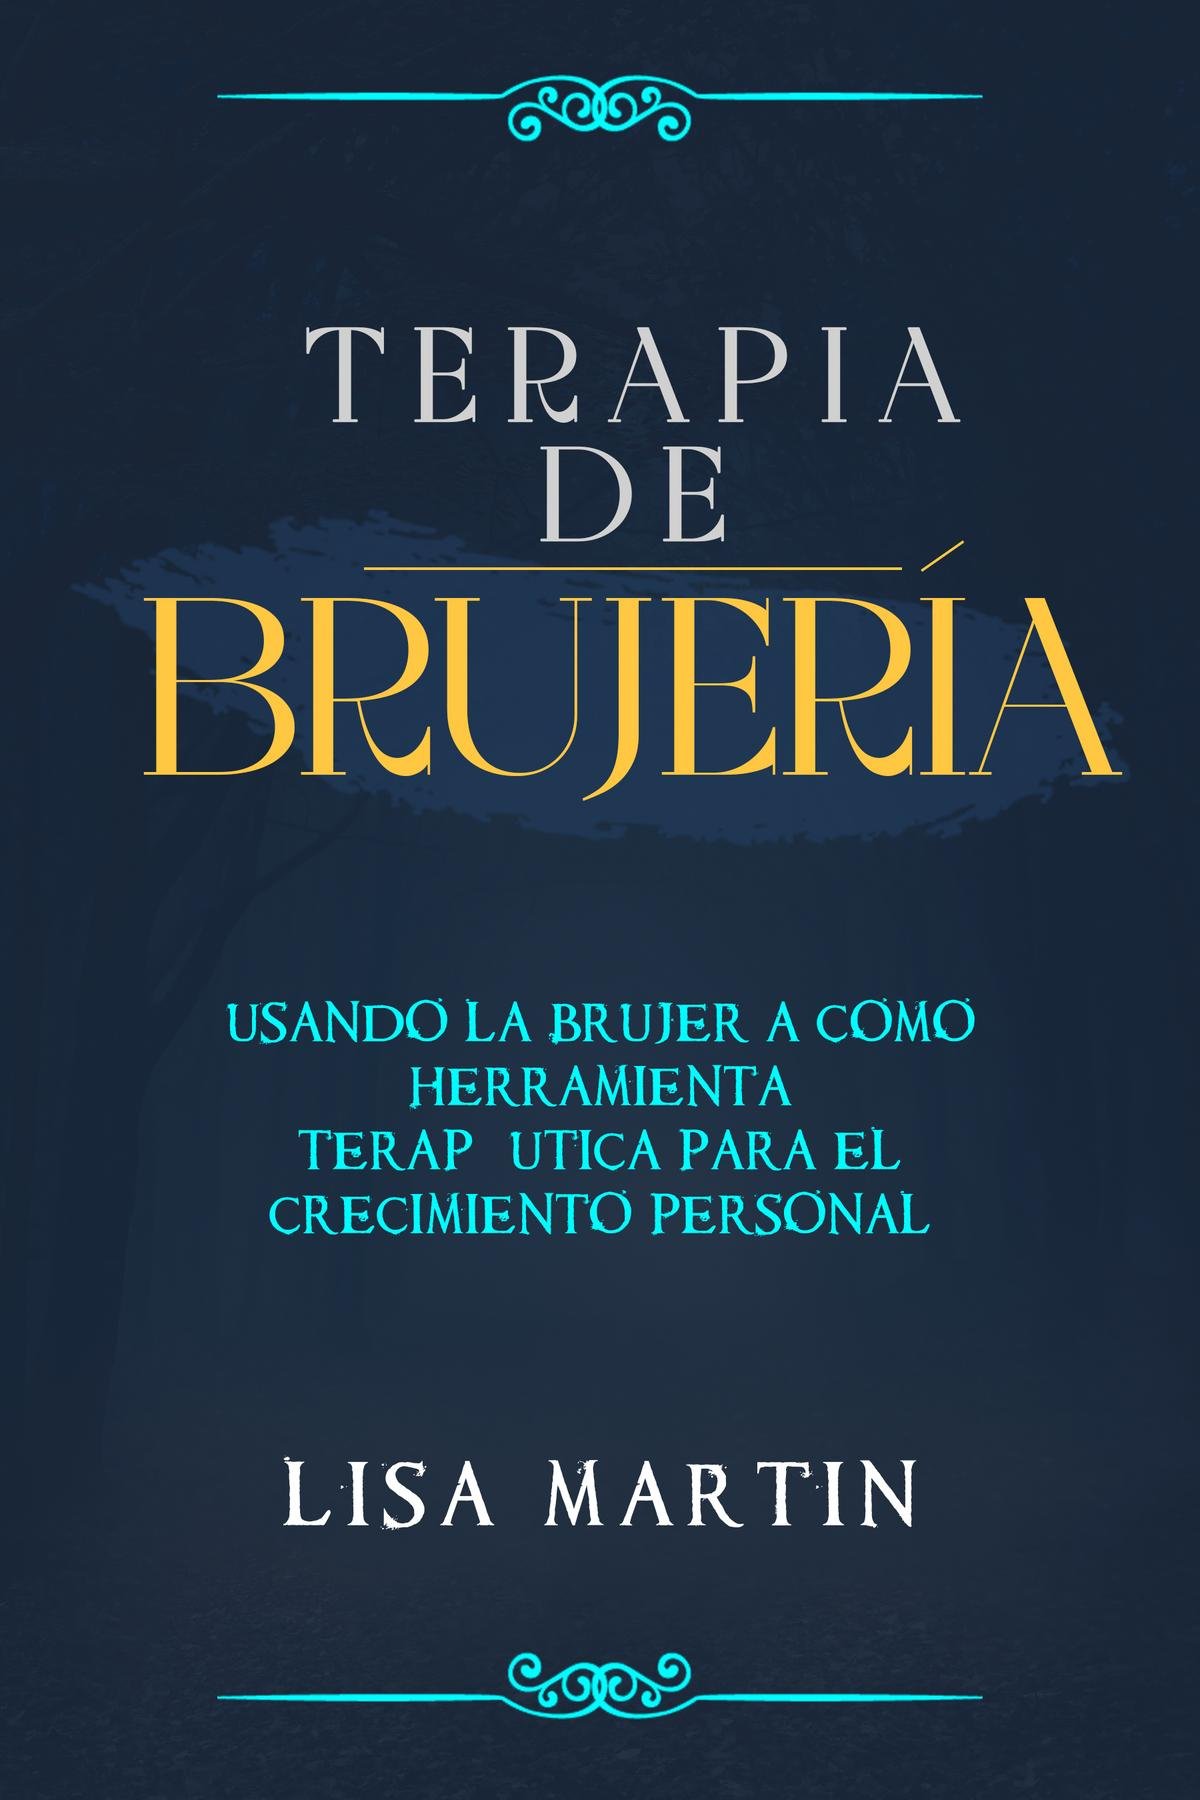 TERAPIA
DE
BRUJERÍA
USANDO LA BRUJER A COMO
HERRAMIENTA
TERAP  UTICA PARA EL
CRECIMIENTO PERSONAL
LISA MARTIN